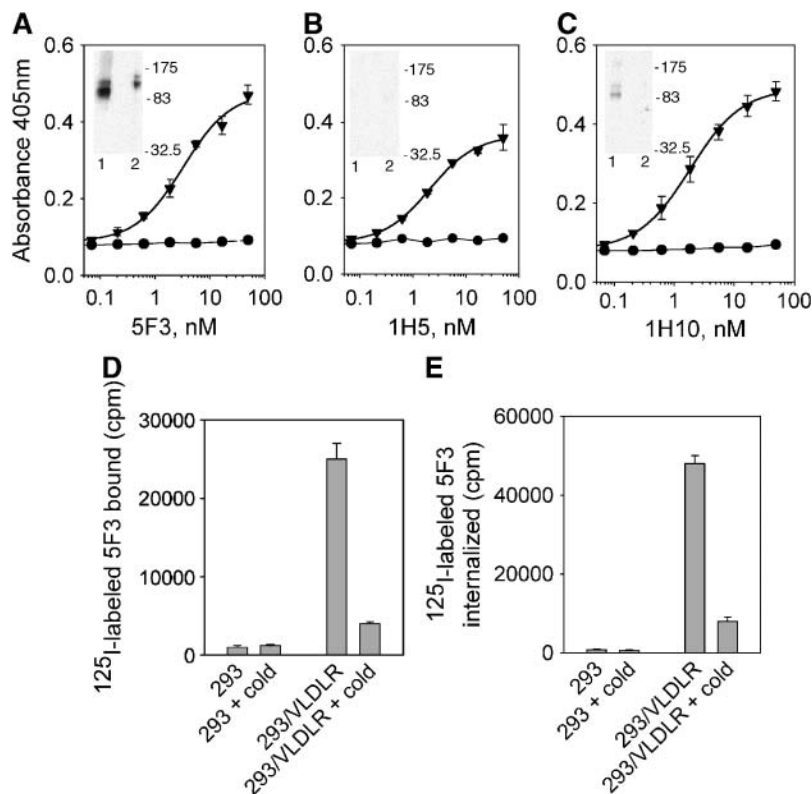 A
B
C
Absorbance 405nm
0.6
0.4
0.2
0.0
-175
-83
-32.5
1 2
0.1 1 10 100
5F3, nM
0.6
0.4
0.2
0.0
-175
-83
-32.5
1 2
0.1 1 10 100
1H5, nM
0.6
0.4
0.2
0.0
-175
-83
-32.5
1 2
0.1 1 10 100
1H10, nM
D
125I-labeled 5F3 bound (cpm)
30000
20000
10000
0
293
293 + cold
293/VLDLR
293/VLDLR + cold
E
125I-labeled 5F3
internalized (cpm)
60000
40000
20000
0
293
293 + cold
293/VLDLR
293/VLDLR + cold